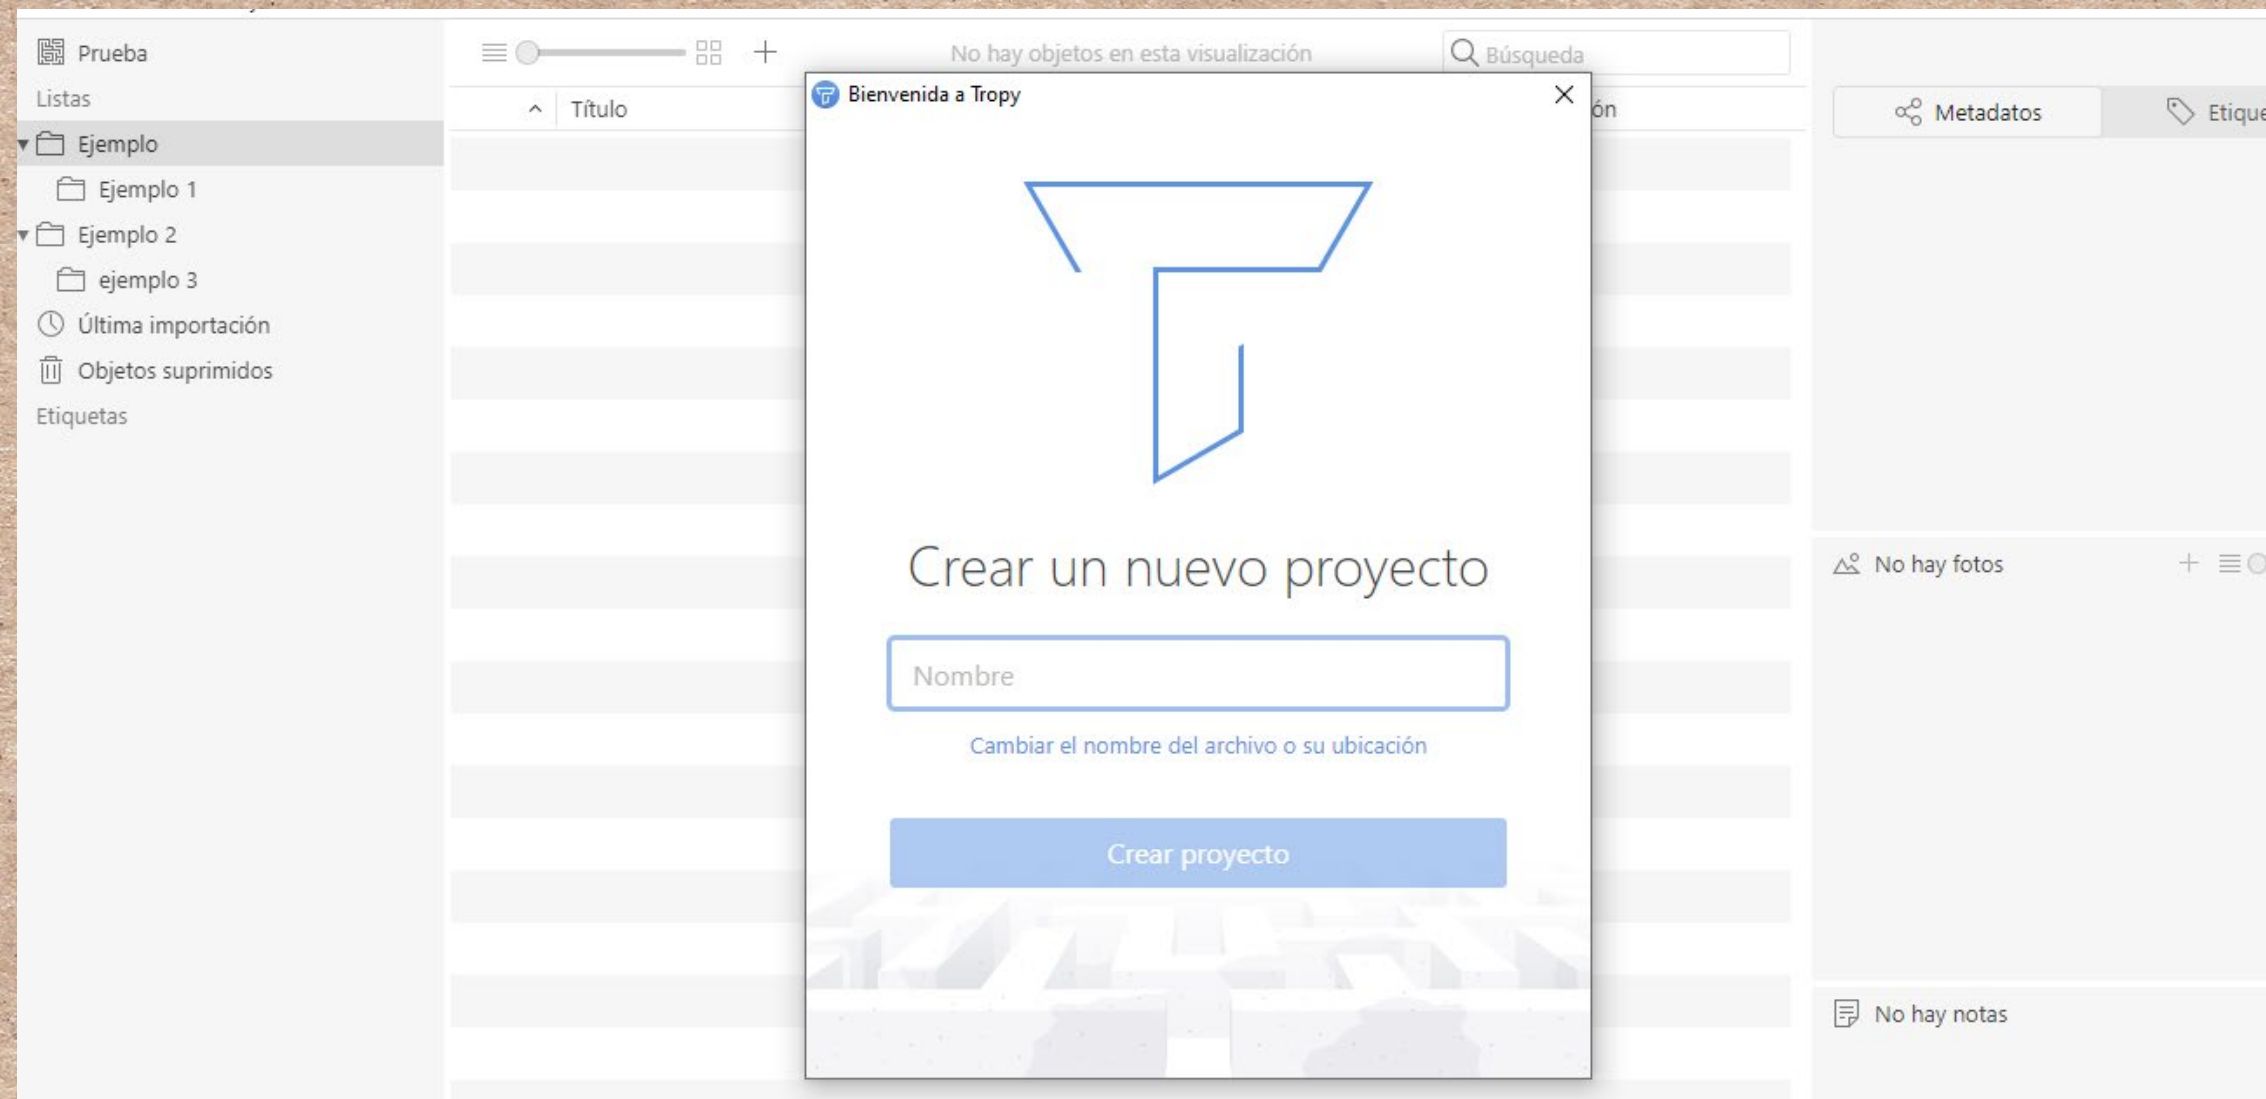 Prueba
Listas
Ejemplo
Ejemplo 1
Ejemplo 2
ejemplo 3
Última importación
Objetos suprimidos
Etiquetas
No hay objetos en esta visualización
Búsqueda
Título
Bienvenida a Tropy
Crear un nuevo proyecto
Nombre
Cambiar el nombre del archivo o su ubicación
Crear proyecto
ón
Metadatos
Etique
No hay fotos
No hay notas